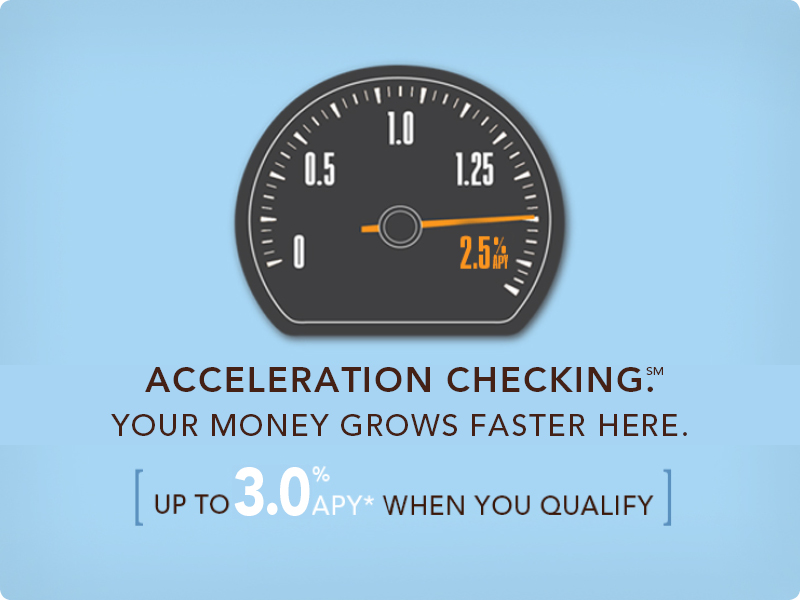 1.0
0.5
1.25
0
2.5% APY
ACCELERATION CHECKING.℠
YOUR MONEY GROWS FASTER HERE.
[ UP TO 3.0% APY* WHEN YOU QUALIFY ]